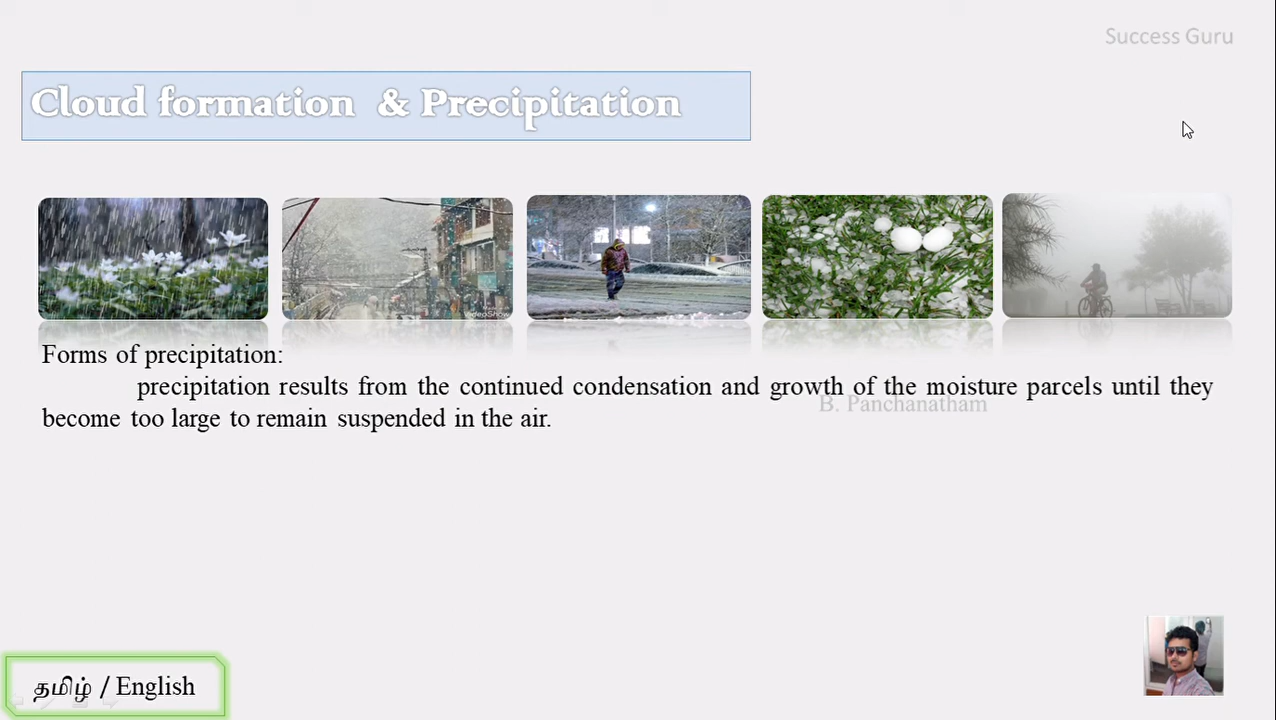 Success Guru
Cloud formation & Precipitation
VideoShow
Forms of precipitation:
precipitation results from the continued condensation and growth of the moisture parcels until they
B. Panchanatham
become too large to remain suspended in the air.
தமிழ் / English